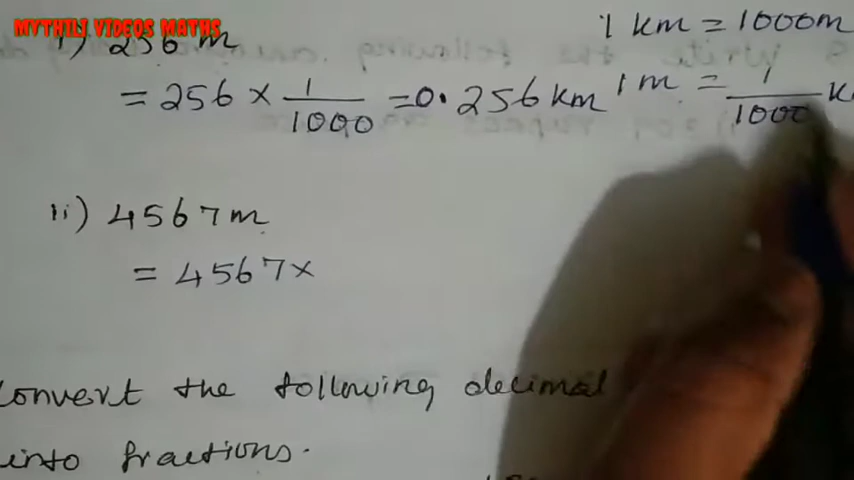 MYTHILI VIDEOS MATHS
1 km = 1000m
i) 256 m
= 256 × 1/1000 = 0.256 km
1 m = 1/1000 k
ii) 4567 m
= 4567 ×
Convert the following decimal
into fractions.